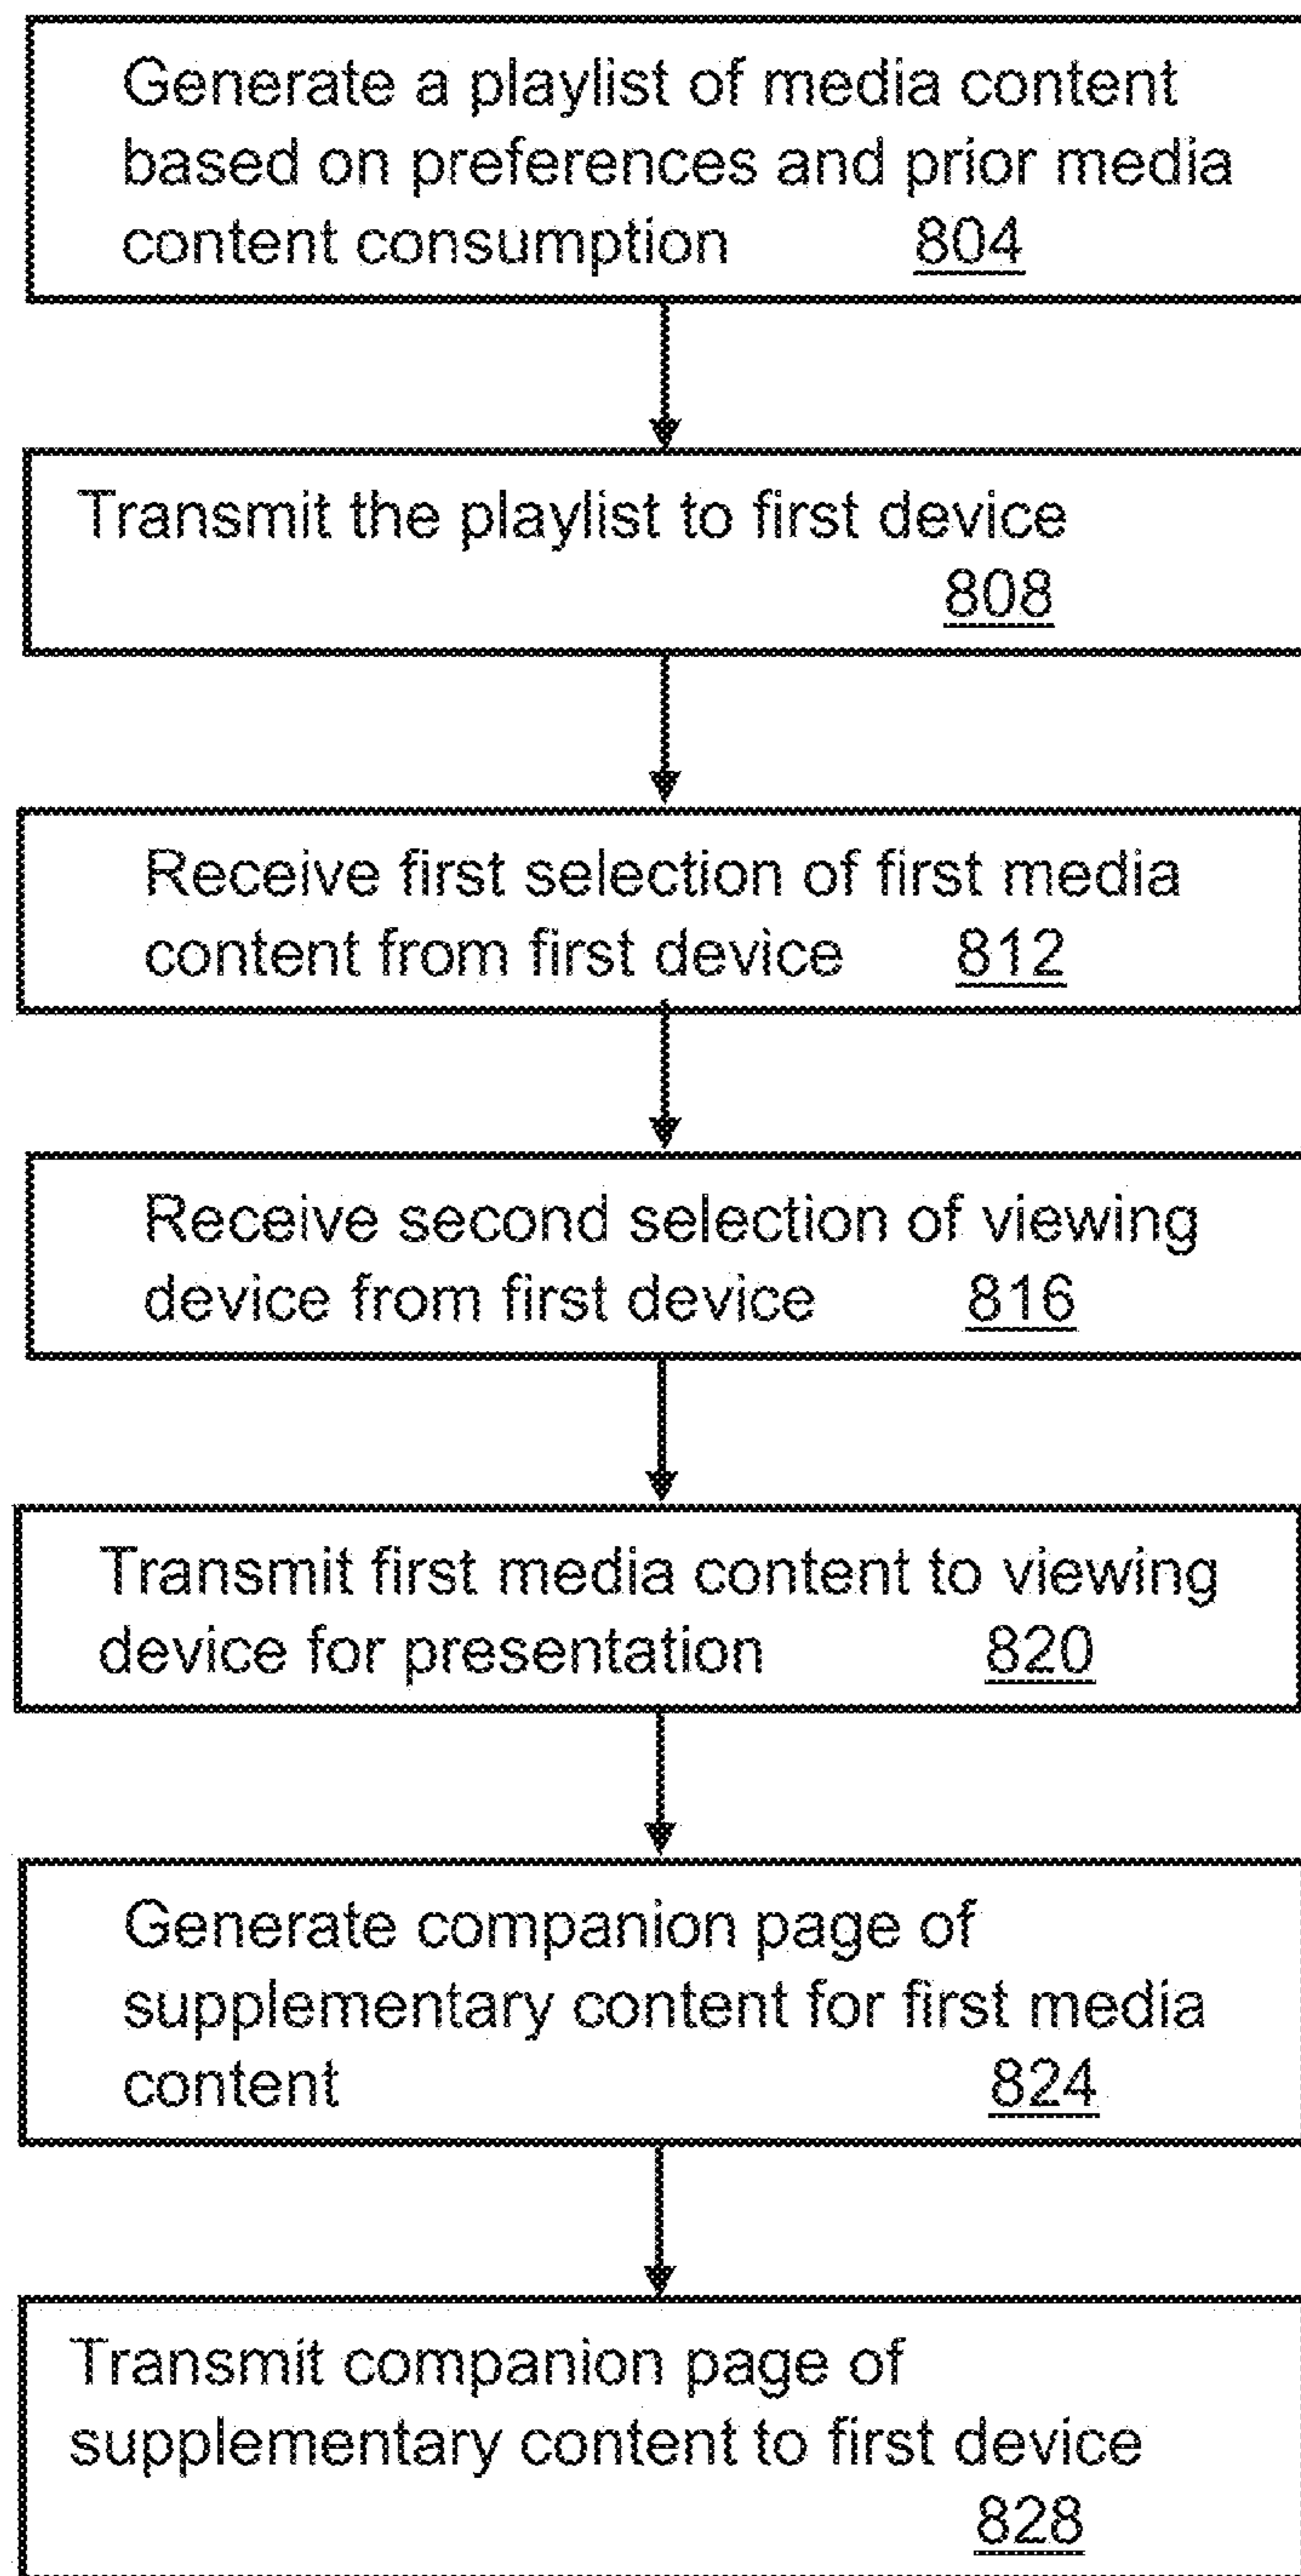 Generate a playlist of media content
based on preferences and prior media
content consumption 804
Transmit the playlist to first device
808
Receive first selection of first media
content from first device 812
Receive second selection of viewing
device from first device 816
Transmit first media content to viewing
device for presentation 820
Generate companion page of
supplementary content for first media
content 824
Transmit companion page of
supplementary content to first device
828